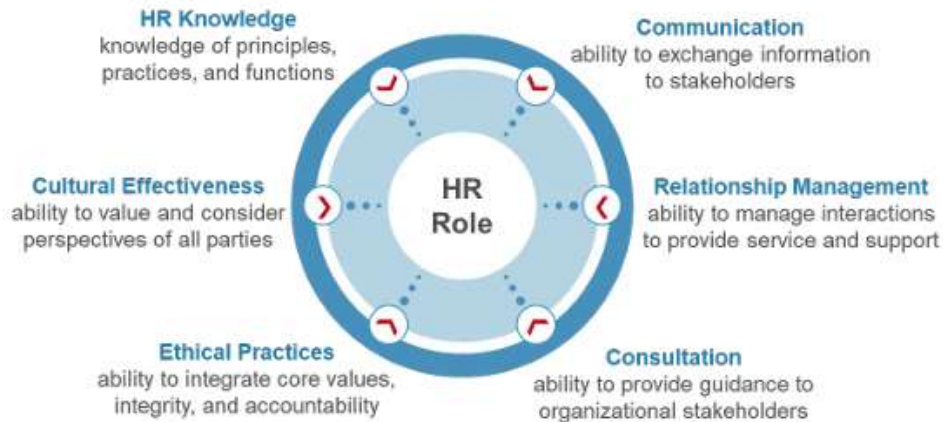 HR Knowledge
knowledge of principles,
practices, and functions
Communication
ability to exchange information
to stakeholders
Cultural Effectiveness
ability to value and consider
perspectives of all parties
HR
Role
Relationship Management
ability to manage interactions
to provide service and support
Ethical Practices
ability to integrate core values,
integrity, and accountability
Consultation
ability to provide guidance to
organizational stakeholders